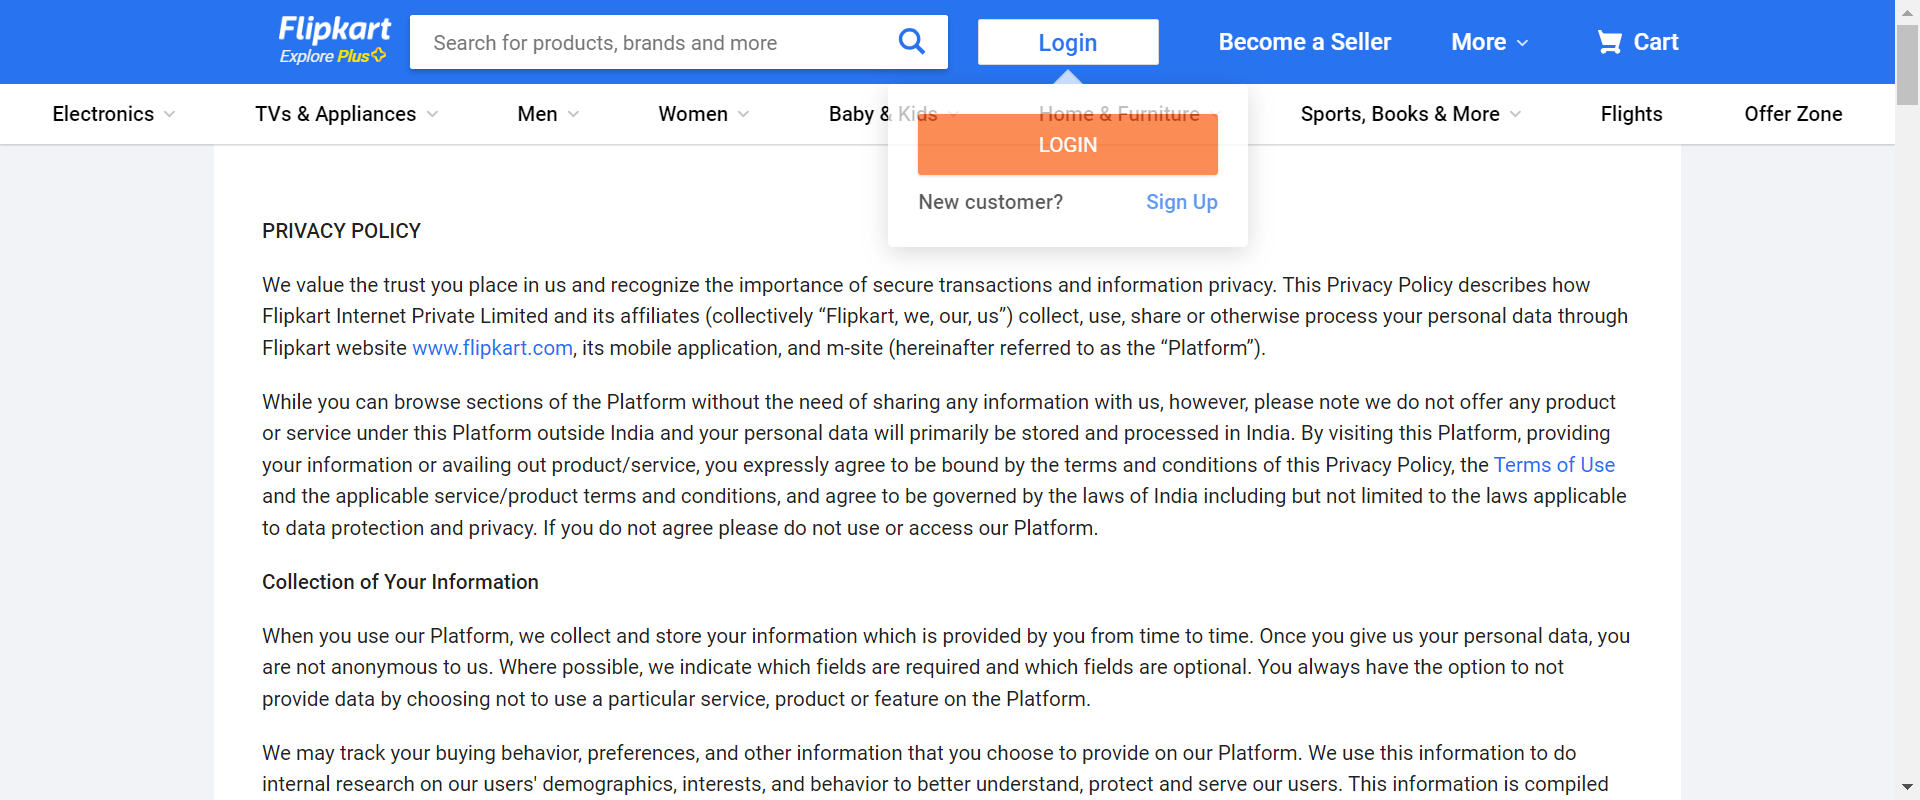 Flipkart
Explore Plus
Search for products, brands and more
Login
Become a Seller
More
Cart
Electronics
TVs & Appliances
Men
Women
Baby & Kids
Home & Furniture
Sports, Books & More
Flights
Offer Zone
LOGIN
New customer?
Sign Up
PRIVACY POLICY
We value the trust you place in us and recognize the importance of secure transactions and information privacy. This Privacy Policy describes how
Flipkart Internet Private Limited and its affiliates (collectively “Flipkart, we, our, us”) collect, use, share or otherwise process your personal data through
Flipkart website www.flipkart.com, its mobile application, and m-site (hereinafter referred to as the “Platform”).
While you can browse sections of the Platform without the need of sharing any information with us, however, please note we do not offer any product
or service under this Platform outside India and your personal data will primarily be stored and processed in India. By visiting this Platform, providing
your information or availing out product/service, you expressly agree to be bound by the terms and conditions of this Privacy Policy, the Terms of Use
and the applicable service/product terms and conditions, and agree to be governed by the laws of India including but not limited to the laws applicable
to data protection and privacy. If you do not agree please do not use or access our Platform.
Collection of Your Information
When you use our Platform, we collect and store your information which is provided by you from time to time. Once you give us your personal data, you
are not anonymous to us. Where possible, we indicate which fields are required and which fields are optional. You always have the option to not
provide data by choosing not to use a particular service, product or feature on the Platform.
We may track your buying behavior, preferences, and other information that you choose to provide on our Platform. We use this information to do
internal research on our users' demographics, interests, and behavior to better understand, protect and serve our users. This information is compiled